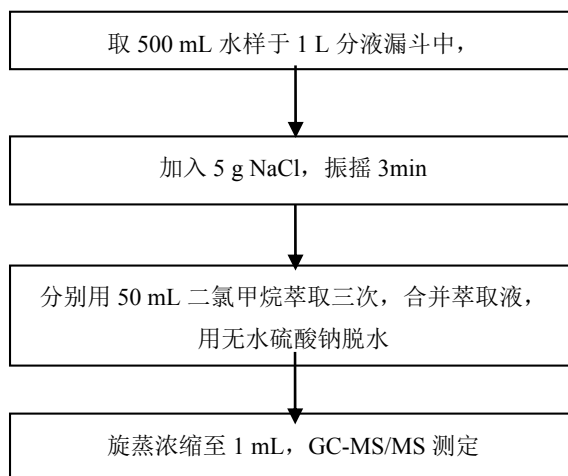 取 500 mL 水样于 1 L 分液漏斗中，
加入 5 g NaCl，振摇 3min
分别用 50 mL 二氯甲烷萃取三次，合并萃取液，
用无水硫酸钠脱水
旋蒸浓缩至 1 mL，GC-MS/MS 测定